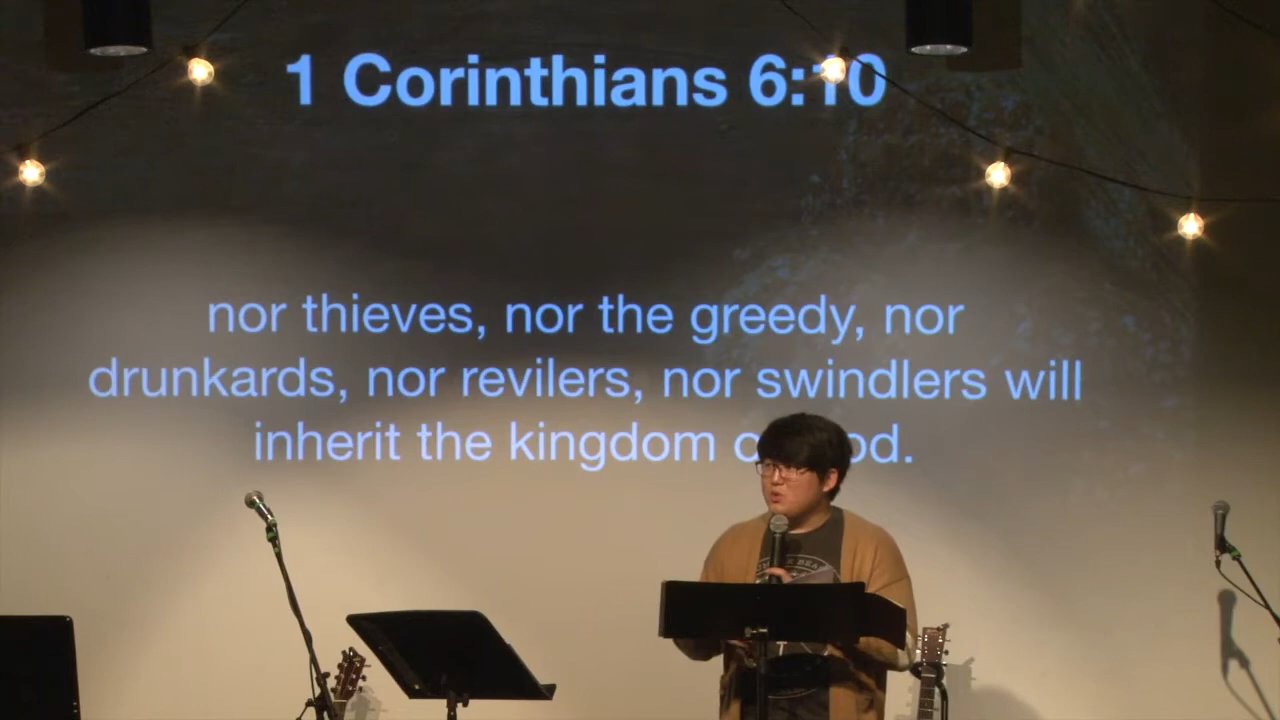 1 Corinthians 6:10
nor thieves, nor the greedy, nor
drunkards, nor revilers, nor swindlers will
inherit the kingdom